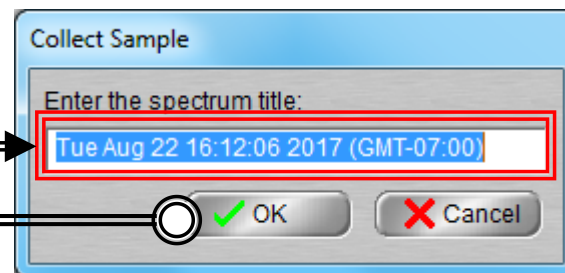 Collect Sample
Enter the spectrum title:
Tue Aug 22 16:12:06 2017 (GMT-07:00)
OK Cancel